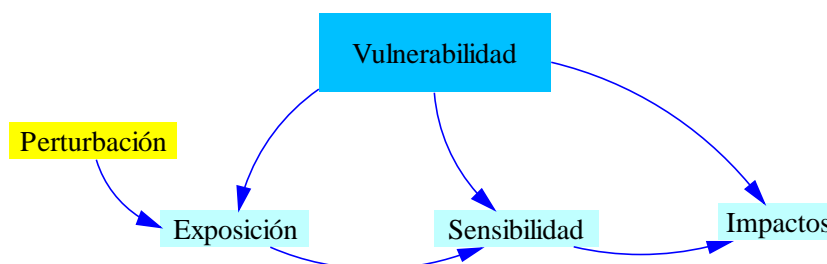 Vulnerabilidad
Perturbación
Exposición
Sensibilidad
Impactos